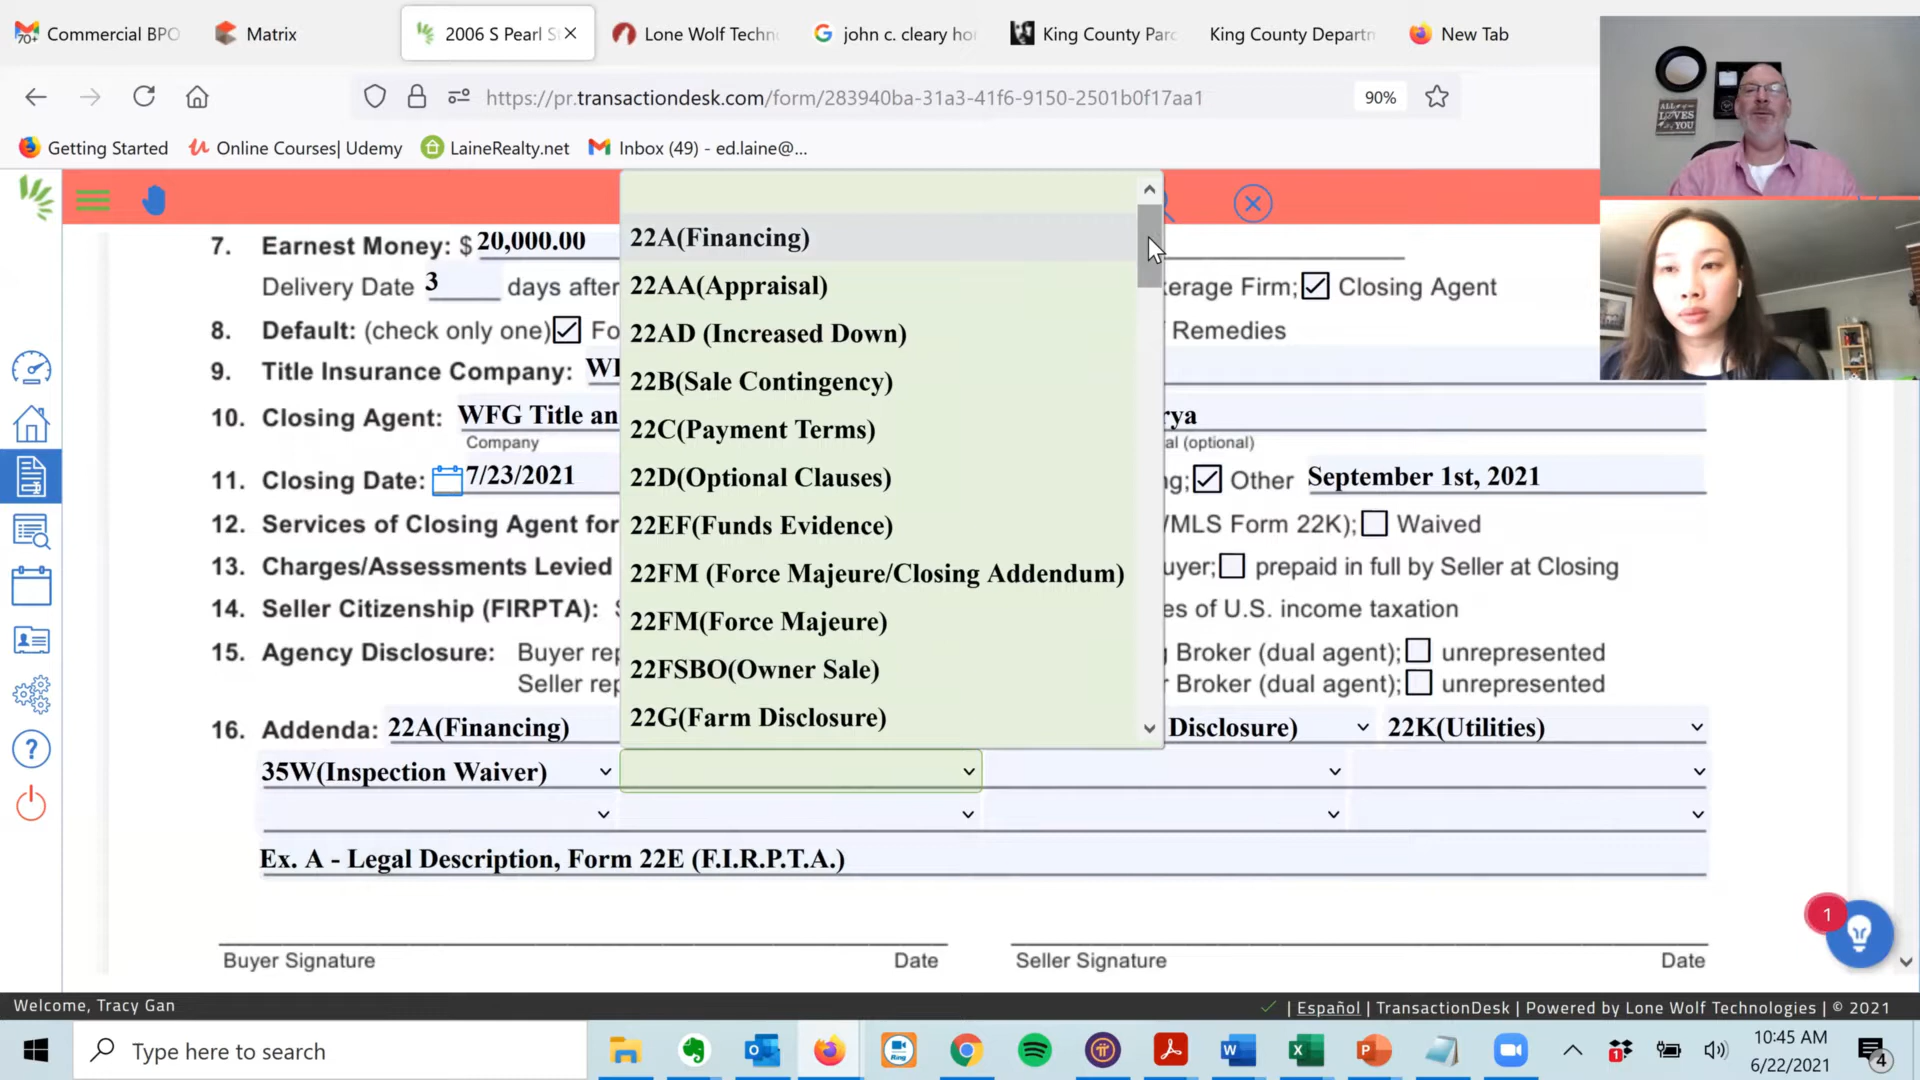 Commercial BPO
Matrix
2006 S Pearl S
Lone Wolf Techn
john c. cleary ho
King County Parc
King County Departn
New Tab
https://pr.transactiondesk.com/form/283940ba-31a3-41f6-9150-2501b0f17aa1
90%
Getting Started
Online Courses| Udemy
LaineRealty.net
Inbox (49) - ed.laine@...
22A(Financing)
22AA(Appraisal)
22AD (Increased Down)
22B(Sale Contingency)
22C(Payment Terms)
22D(Optional Clauses)
22EF(Funds Evidence)
22FM (Force Majeure/Closing Addendum)
22FM(Force Majeure)
22FSBO(Owner Sale)
22G(Farm Disclosure)
7. Earnest Money: $ 20,000.00
Delivery Date 3 days after
erage Firm; Closing Agent
8. Default: (check only one) Fo
f Remedies
9. Title Insurance Company:
10. Closing Agent: WFG Title an
rya
Company
al (optional)
11. Closing Date: 7/23/2021
ng; Other September 1st, 2021
12. Services of Closing Agent for
/MLS Form 22K); Waived
13. Charges/Assessments Levied
uyer; prepaid in full by Seller at Closing
14. Seller Citizenship (FIRPTA):
es of U.S. income taxation
15. Agency Disclosure: Buyer rep
Broker (dual agent); unrepresented
Seller rep
Broker (dual agent); unrepresented
16. Addenda: 22A(Financing)
Disclosure) 22K(Utilities)
35W(Inspection Waiver)
Ex. A - Legal Description, Form 22E (F.I.R.P.T.A.)
Buyer Signature Date
Seller Signature Date
1
Welcome, Tracy Gan
| Español | TransactionDesk | Powered by Lone Wolf Technologies | © 2021
Type here to search
10:45 AM
6/22/2021
4